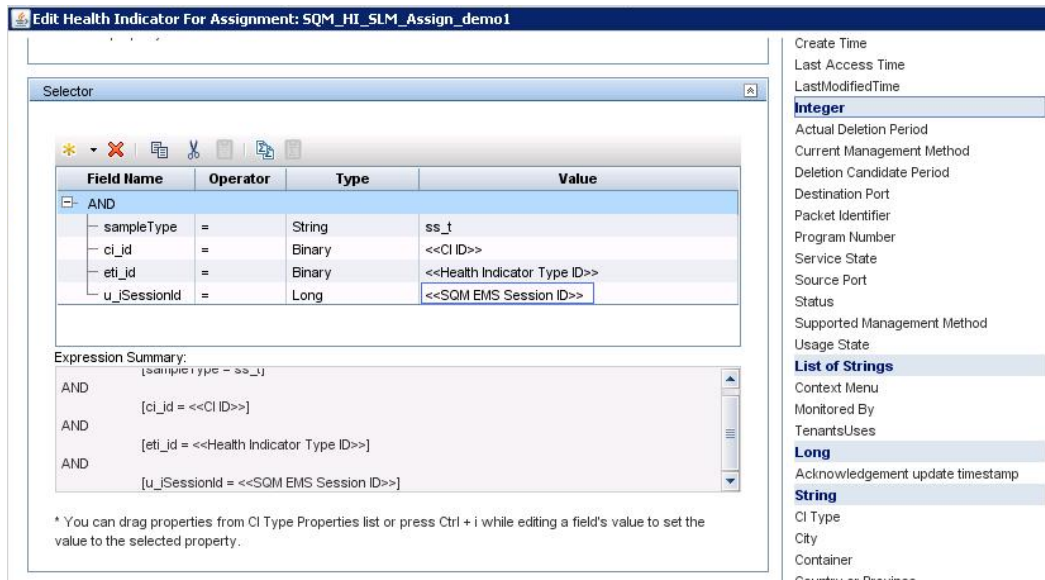 Edit Health Indicator For Assignment: SQM_HI_SLM_Assign_demo1
Selector
Field Name Operator Type Value
AND
sampleType = String ss_t
ci_id = Binary <<CI ID>>
eti_id = Binary <<Health Indicator Type ID>>
u_iSessionId = Long <<SQM EMS Session ID>>
Expression Summary:
[sampleType = ss_t]
AND
[ci_id = <<CI ID>>]
AND
[eti_id = <<Health Indicator Type ID>>]
AND
[u_iSessionId = <<SQM EMS Session ID>>]
* You can drag properties from CI Type Properties list or press Ctrl + i while editing a field's value to set the
value to the selected property.
Create Time
Last Access Time
LastModifiedTime
Integer
Actual Deletion Period
Current Management Method
Deletion Candidate Period
Destination Port
Packet Identifier
Program Number
Service State
Source Port
Status
Supported Management Method
Usage State
List of Strings
Context Menu
Monitored By
TenantsUses
Long
Acknowledgement update timestamp
String
CI Type
City
Container
Country or Province